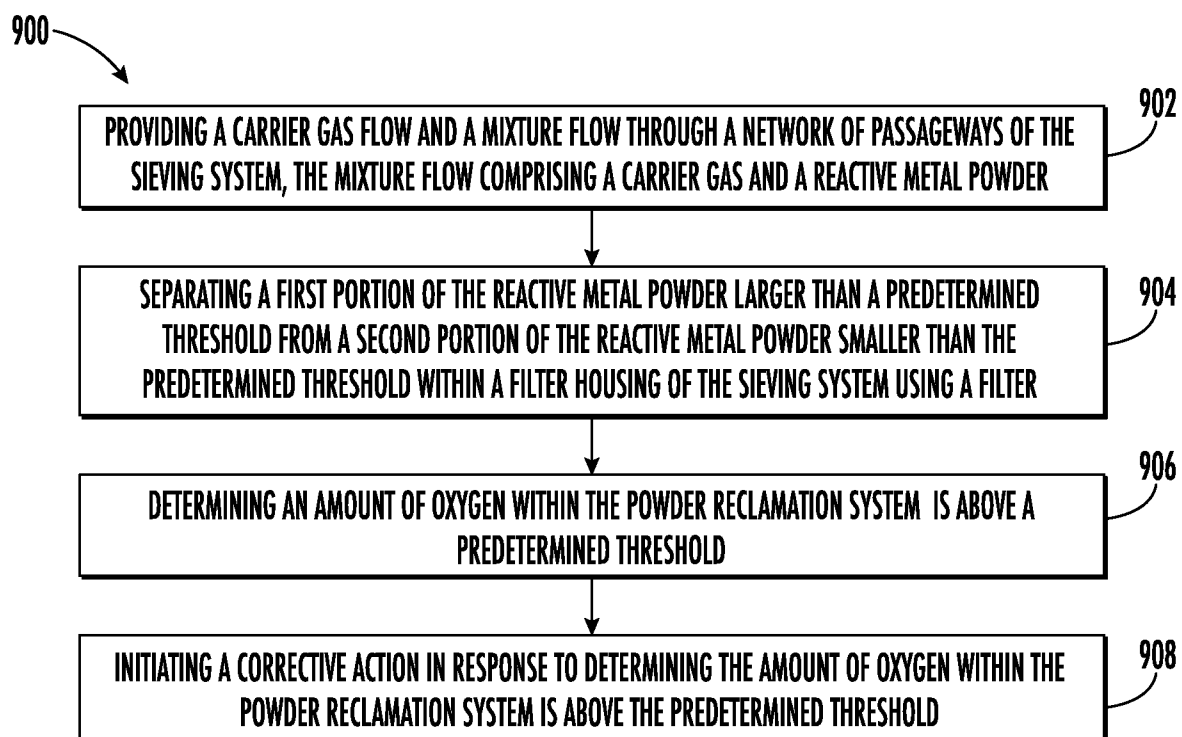 900
902
PROVIDING A CARRIER GAS FLOW AND A MIXTURE FLOW THROUGH A NETWORK OF PASSAGEWAYS OF THE
SIEVING SYSTEM, THE MIXTURE FLOW COMPRISING A CARRIER GAS AND A REACTIVE METAL POWDER
904
SEPARATING A FIRST PORTION OF THE REACTIVE METAL POWDER LARGER THAN A PREDETERMINED
THRESHOLD FROM A SECOND PORTION OF THE REACTIVE METAL POWDER SMALLER THAN THE
PREDETERMINED THRESHOLD WITHIN A FILTER HOUSING OF THE SIEVING SYSTEM USING A FILTER
906
DETERMINING AN AMOUNT OF OXYGEN WITHIN THE POWDER RECLAMATION SYSTEM IS ABOVE A
PREDETERMINED THRESHOLD
908
INITIATING A CORRECTIVE ACTION IN RESPONSE TO DETERMINING THE AMOUNT OF OXYGEN WITHIN THE
POWDER RECLAMATION SYSTEM IS ABOVE THE PREDETERMINED THRESHOLD